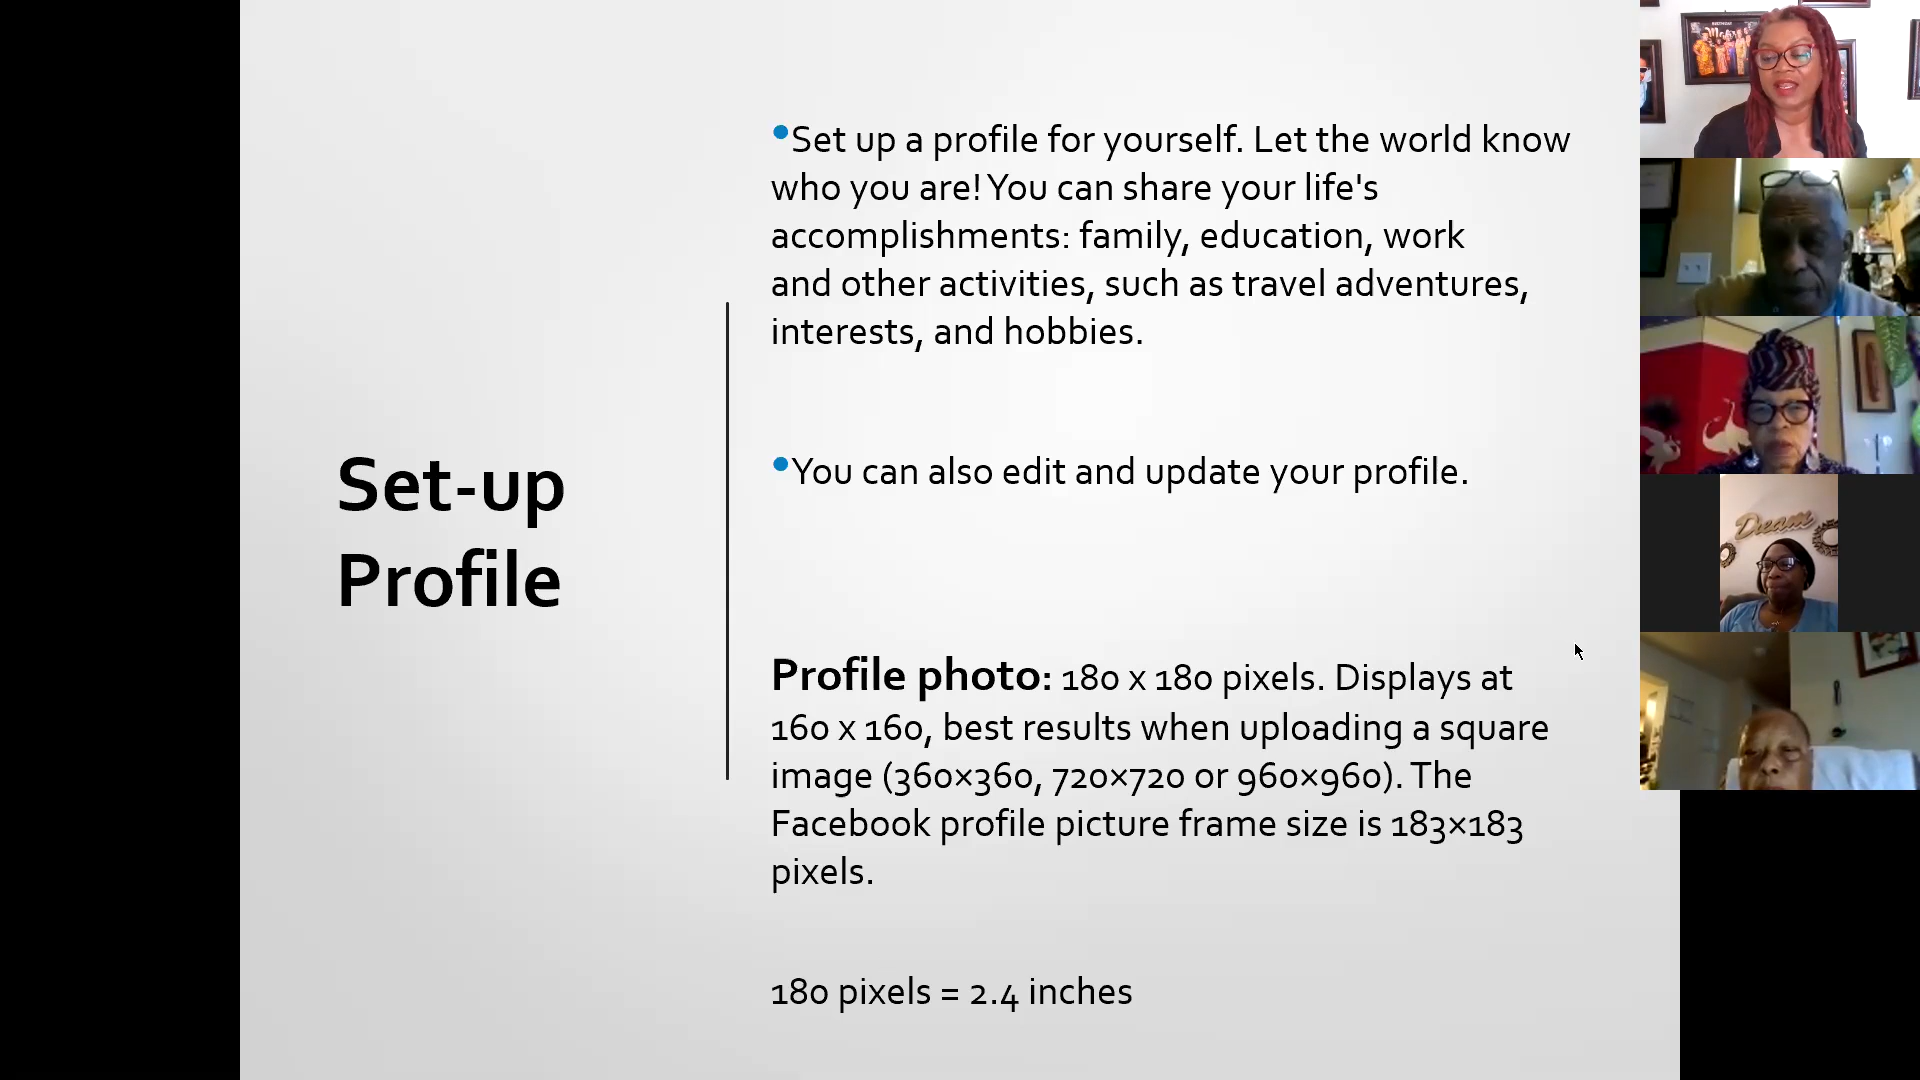 •Set up a profile for yourself. Let the world know
who you are! You can share your life's
accomplishments: family, education, work
and other activities, such as travel adventures,
interests, and hobbies.
•You can also edit and update your profile.
Set-up
Profile
Profile photo: 180 x 180 pixels. Displays at
160 x 160, best results when uploading a square
image (360×360, 720×720 or 960×960). The
Facebook profile picture frame size is 183×183
pixels.
180 pixels = 2.4 inches
Dream